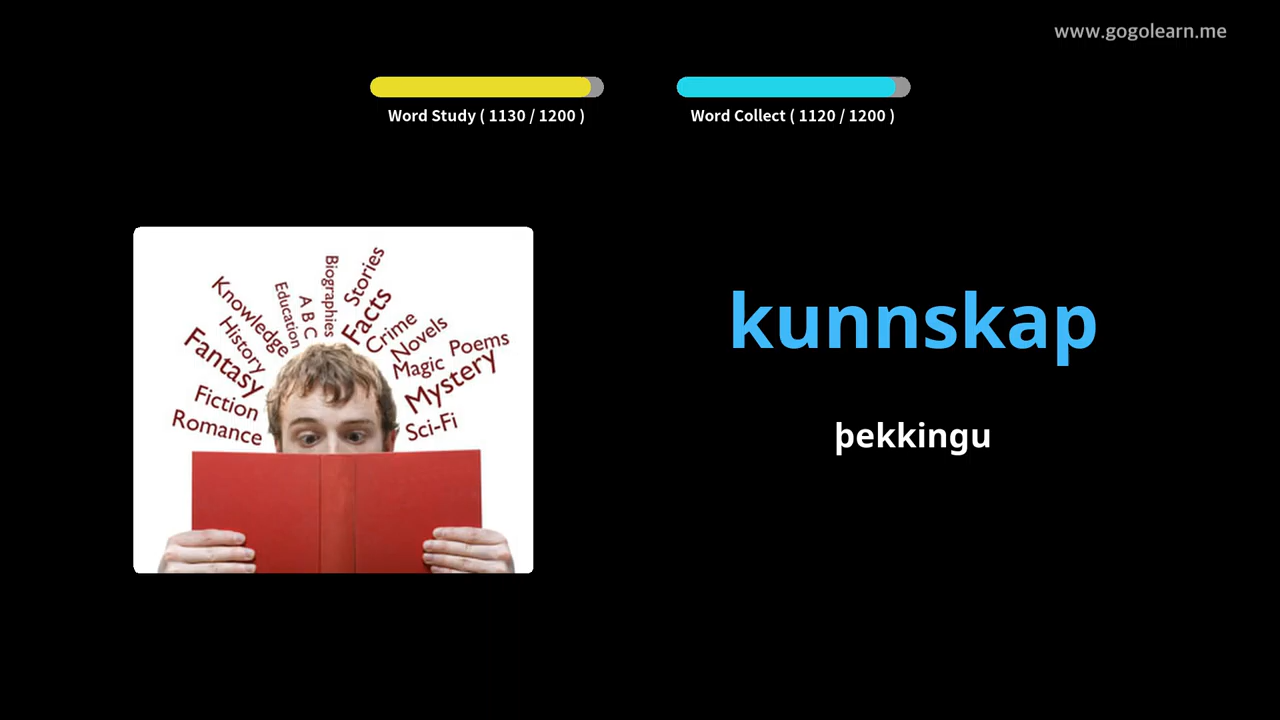 www.gogolearn.me
Word Study ( 1130 / 1200 )
Word Collect ( 1120 / 1200 )
Stories
Biographies
Facts
A B C
Education
Knowledge
Crime
Novels
History
Poems
Fantasy
Magic
Mystery
Fiction
Romance
Sci-Fi
kunnskap
þekkingu